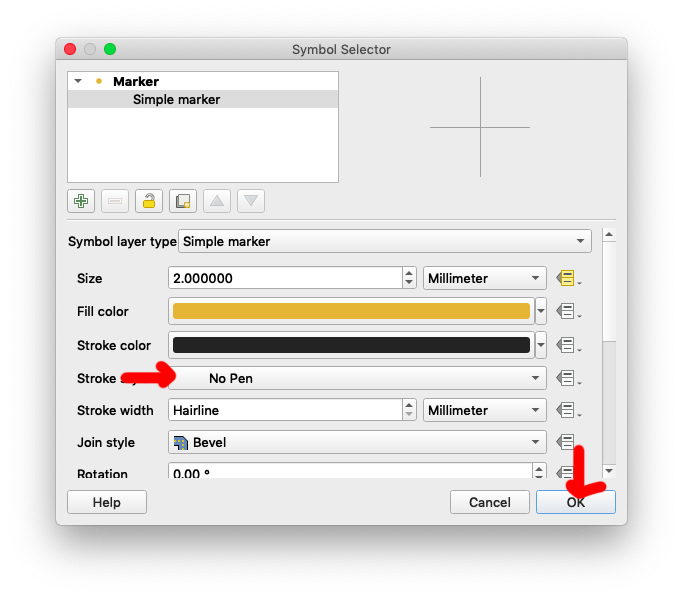 Symbol Selector
Marker
Simple marker
Symbol layer type Simple marker
Size 2.000000 Millimeter
Fill color
Stroke color
Stroke No Pen
Stroke width Hairline Millimeter
Join style Bevel
Rotation 0.00 °
Help Cancel OK